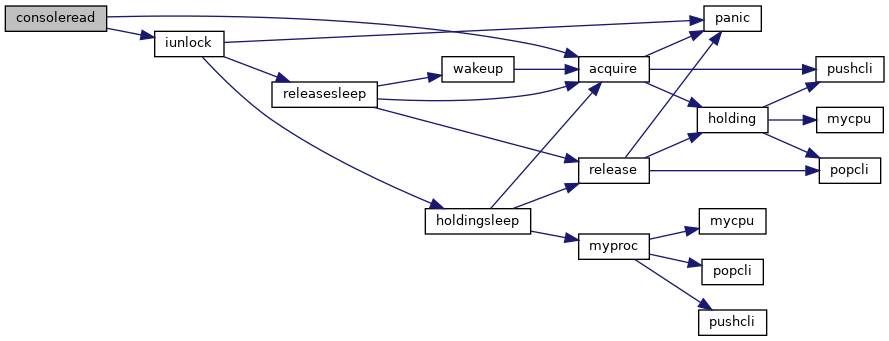 consoleread
iunlock
releasesleep
wakeup
holdingsleep
acquire
release
myproc
panic
holding
mycpu
popcli
pushcli
pushcli
mycpu
popcli